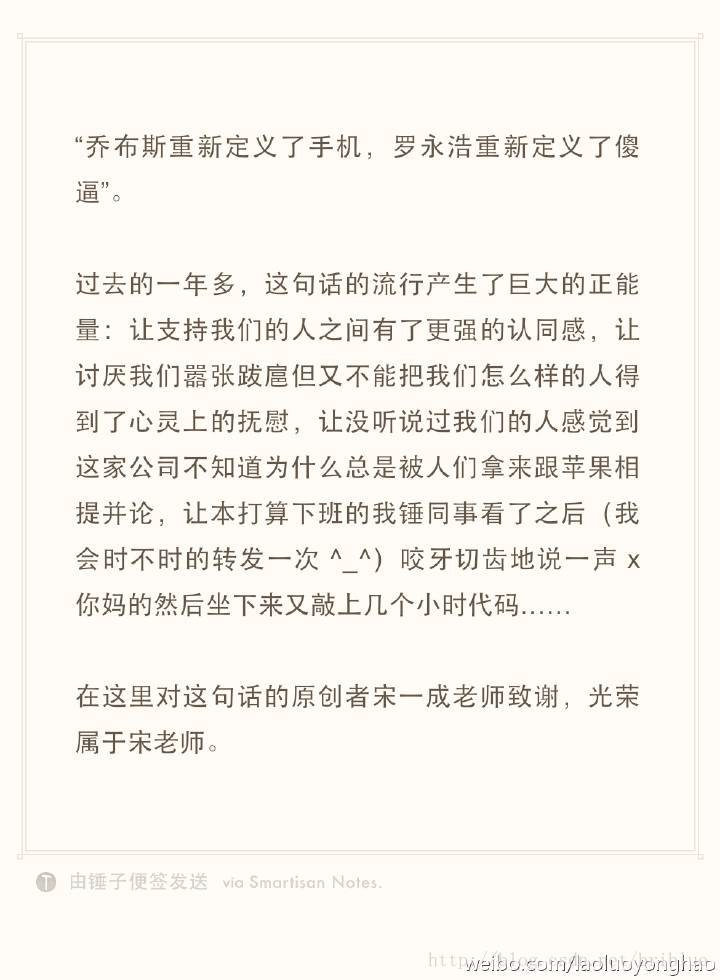 “乔布斯重新定义了手机，罗永浩重新定义了傻
逼”。
过去的一年多，这句话的流行产生了巨大的正能
量：让支持我们的人之间有了更强的认同感，让
讨厌我们嚣张跋扈但又不能把我们怎么样的人得
到了心灵上的抚慰，让没听说过我们的人感觉到
这家公司不知道为什么总是被人们拿来跟苹果相
提并论，让本打算下班的我锤同事看了之后（我
会时不时的转发一次 ^_^）咬牙切齿地说一声 x
你妈的然后坐下来又敲上几个小时代码……
在这里对这句话的原创者宋一成老师致谢，光荣
属于宋老师。
由锤子便签发送 via Smartisan Notes.
weibo.com/laoluoyonghao